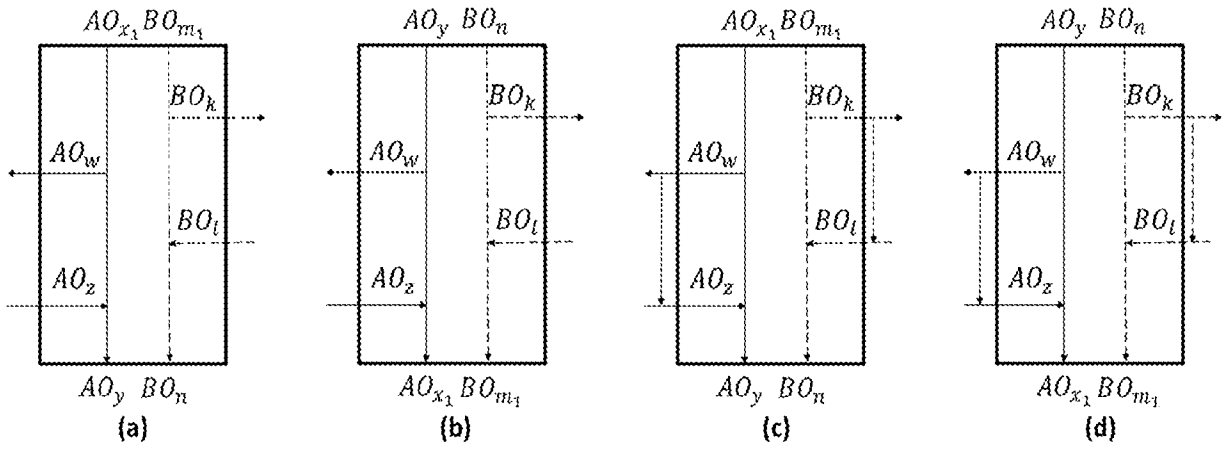 AO_{x_1} BO_{m_1} AO_y BO_n AO_{x_1} BO_{m_1} AO_y BO_n
BO_k BO_k BO_k BO_k
AO_w AO_w AO_w AO_w
BO_l BO_l BO_l BO_l
AO_z AO_z AO_z AO_z
AO_y BO_n AO_{x_1} BO_{m_1} AO_y BO_n AO_{x_1} BO_{m_1}
(a) (b) (c) (d)